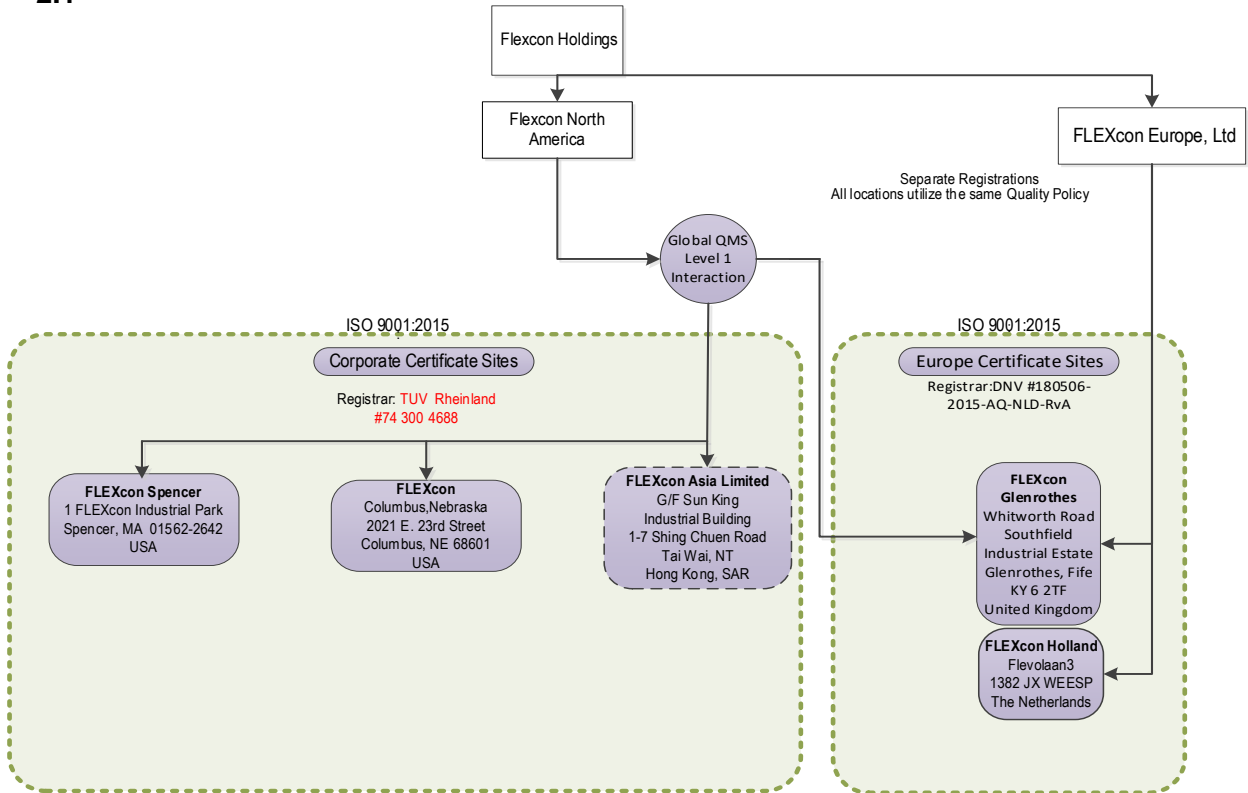 Flexcon Holdings
Flexcon North
America
FLEXcon Europe, Ltd
Separate Registrations
All locations utilize the same Quality Policy
Global QMS
Level 1
Interaction
ISO 9001:2015
Corporate Certificate Sites
Registrar: TUV Rheinland
#74 300 4688
FLEXcon Spencer
1 FLEXcon Industrial Park
Spencer, MA 01562-2642
USA
FLEXcon
Columbus,Nebraska
2021 E. 23rd Street
Columbus, NE 68601
USA
FLEXcon Asia Limited
G/F Sun King
Industrial Building
1-7 Shing Chuen Road
Tai Wai, NT
Hong Kong, SAR
ISO 9001:2015
Europe Certificate Sites
Registrar:DNV #180506-
2015-AQ-NLD-RvA
FLEXcon
Glenrothes
Whitworth Road
Southfield
Industrial Estate
Glenrothes, Fife
KY 6 2TF
United Kingdom
FLEXcon Holland
Flevolaan3
1382 JX WEESP
The Netherlands